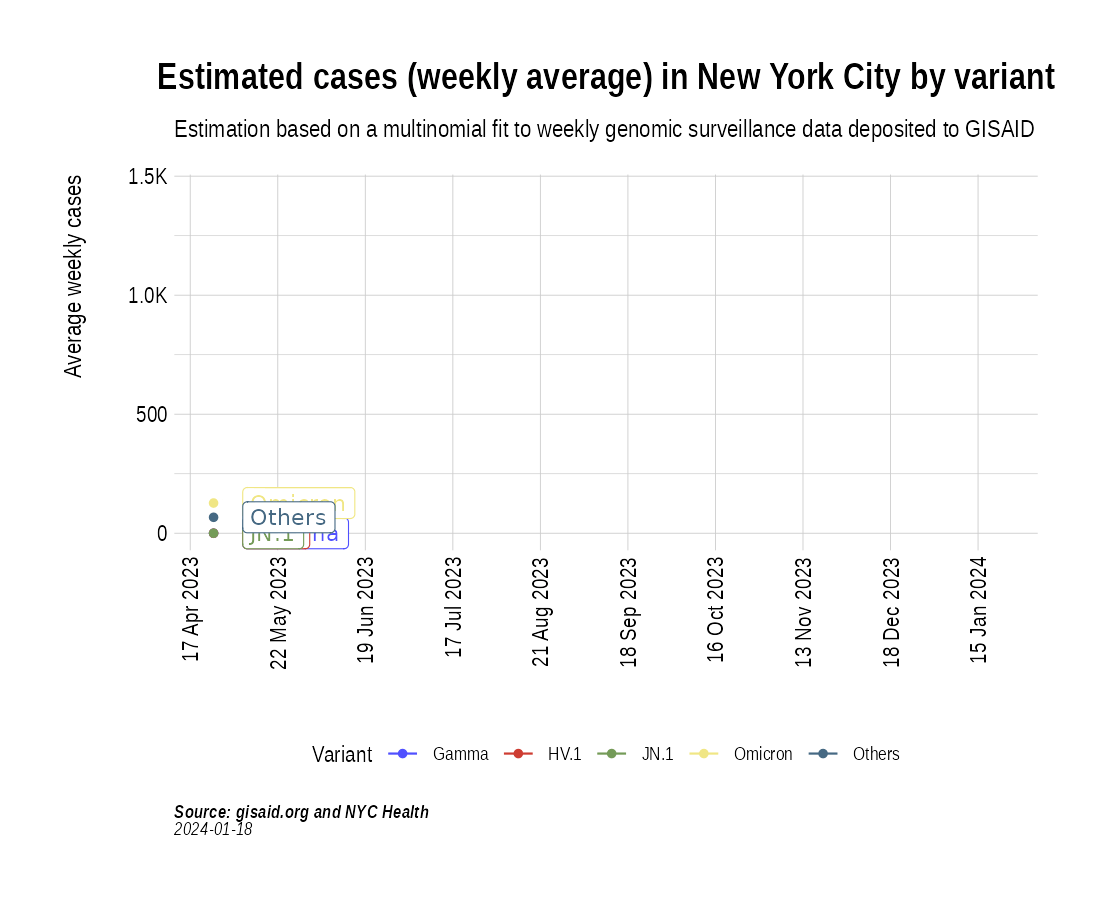 Estimated cases (weekly average) in New York City by variant
Estimation based on a multinomial fit to weekly genomic surveillance data deposited to GISAID
Average weekly cases
1.5K
1.0K
500
0
Others
JN.1
na
17 Apr 2023
22 May 2023
19 Jun 2023
17 Jul 2023
21 Aug 2023
18 Sep 2023
16 Oct 2023
13 Nov 2023
18 Dec 2023
15 Jan 2024
Variant
Gamma
HV.1
JN.1
Omicron
Others
Source: gisaid.org and NYC Health
2024-01-18